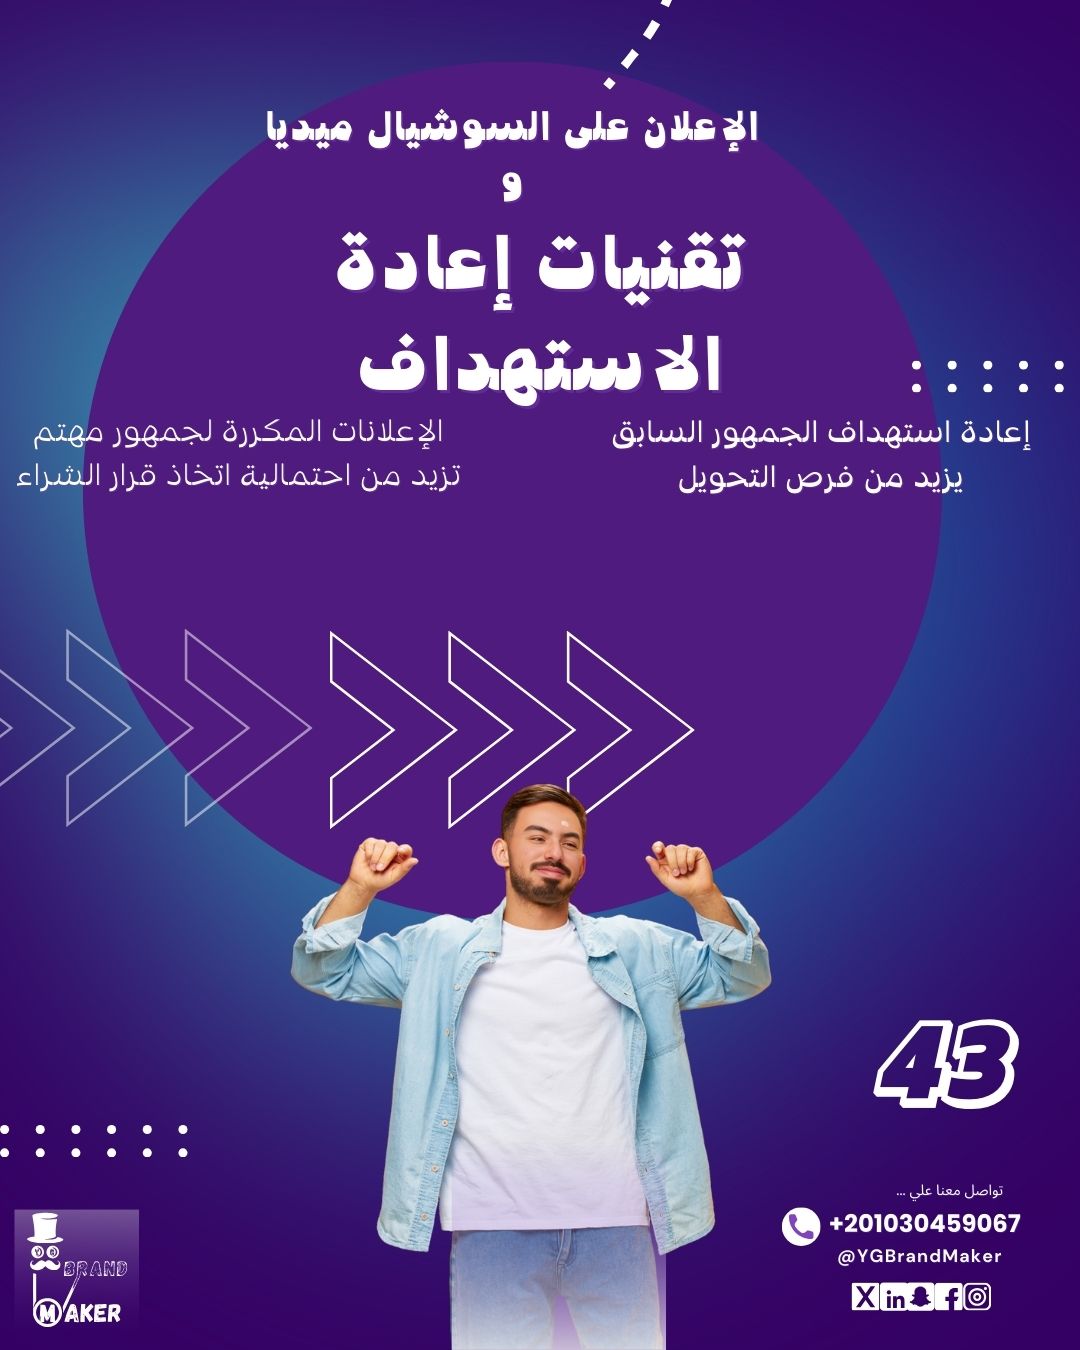 الإعلان على السوشيال ميديا
و
تقنيات إعادة
الاستهداف
إعادة استهداف الجمهور السابق
يزيد من فرص التحويل
الإعلانات المكررة لجمهور مهتم
تزيد من احتمالية اتخاذ قرار الشراء
43
تواصل معنا علي ...
+201030459067
@YGBrandMaker
BRAND
MAKER